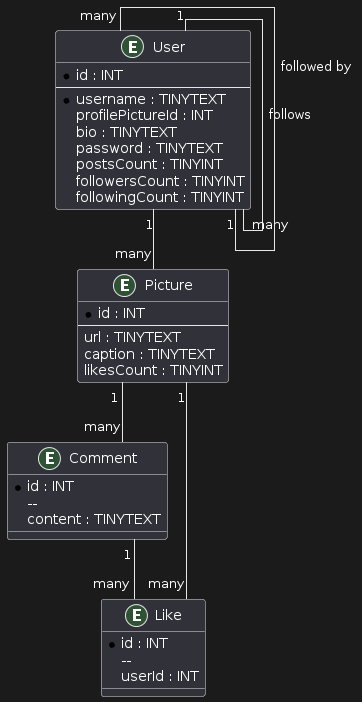 many
1
followed by
follows
E User
id : INT
username : TINYTEXT
profilePictureId : INT
bio : TINYTEXT
password : TINYTEXT
postsCount : TINYINT
followersCount : TINYINT
followingCount : TINYINT
1
1
many
many
E Picture
id : INT
url : TINYTEXT
caption : TINYTEXT
likesCount : TINYINT
1
1
many
E Comment
id : INT
--
content : TINYTEXT
1
many
many
E Like
id : INT
--
userId : INT